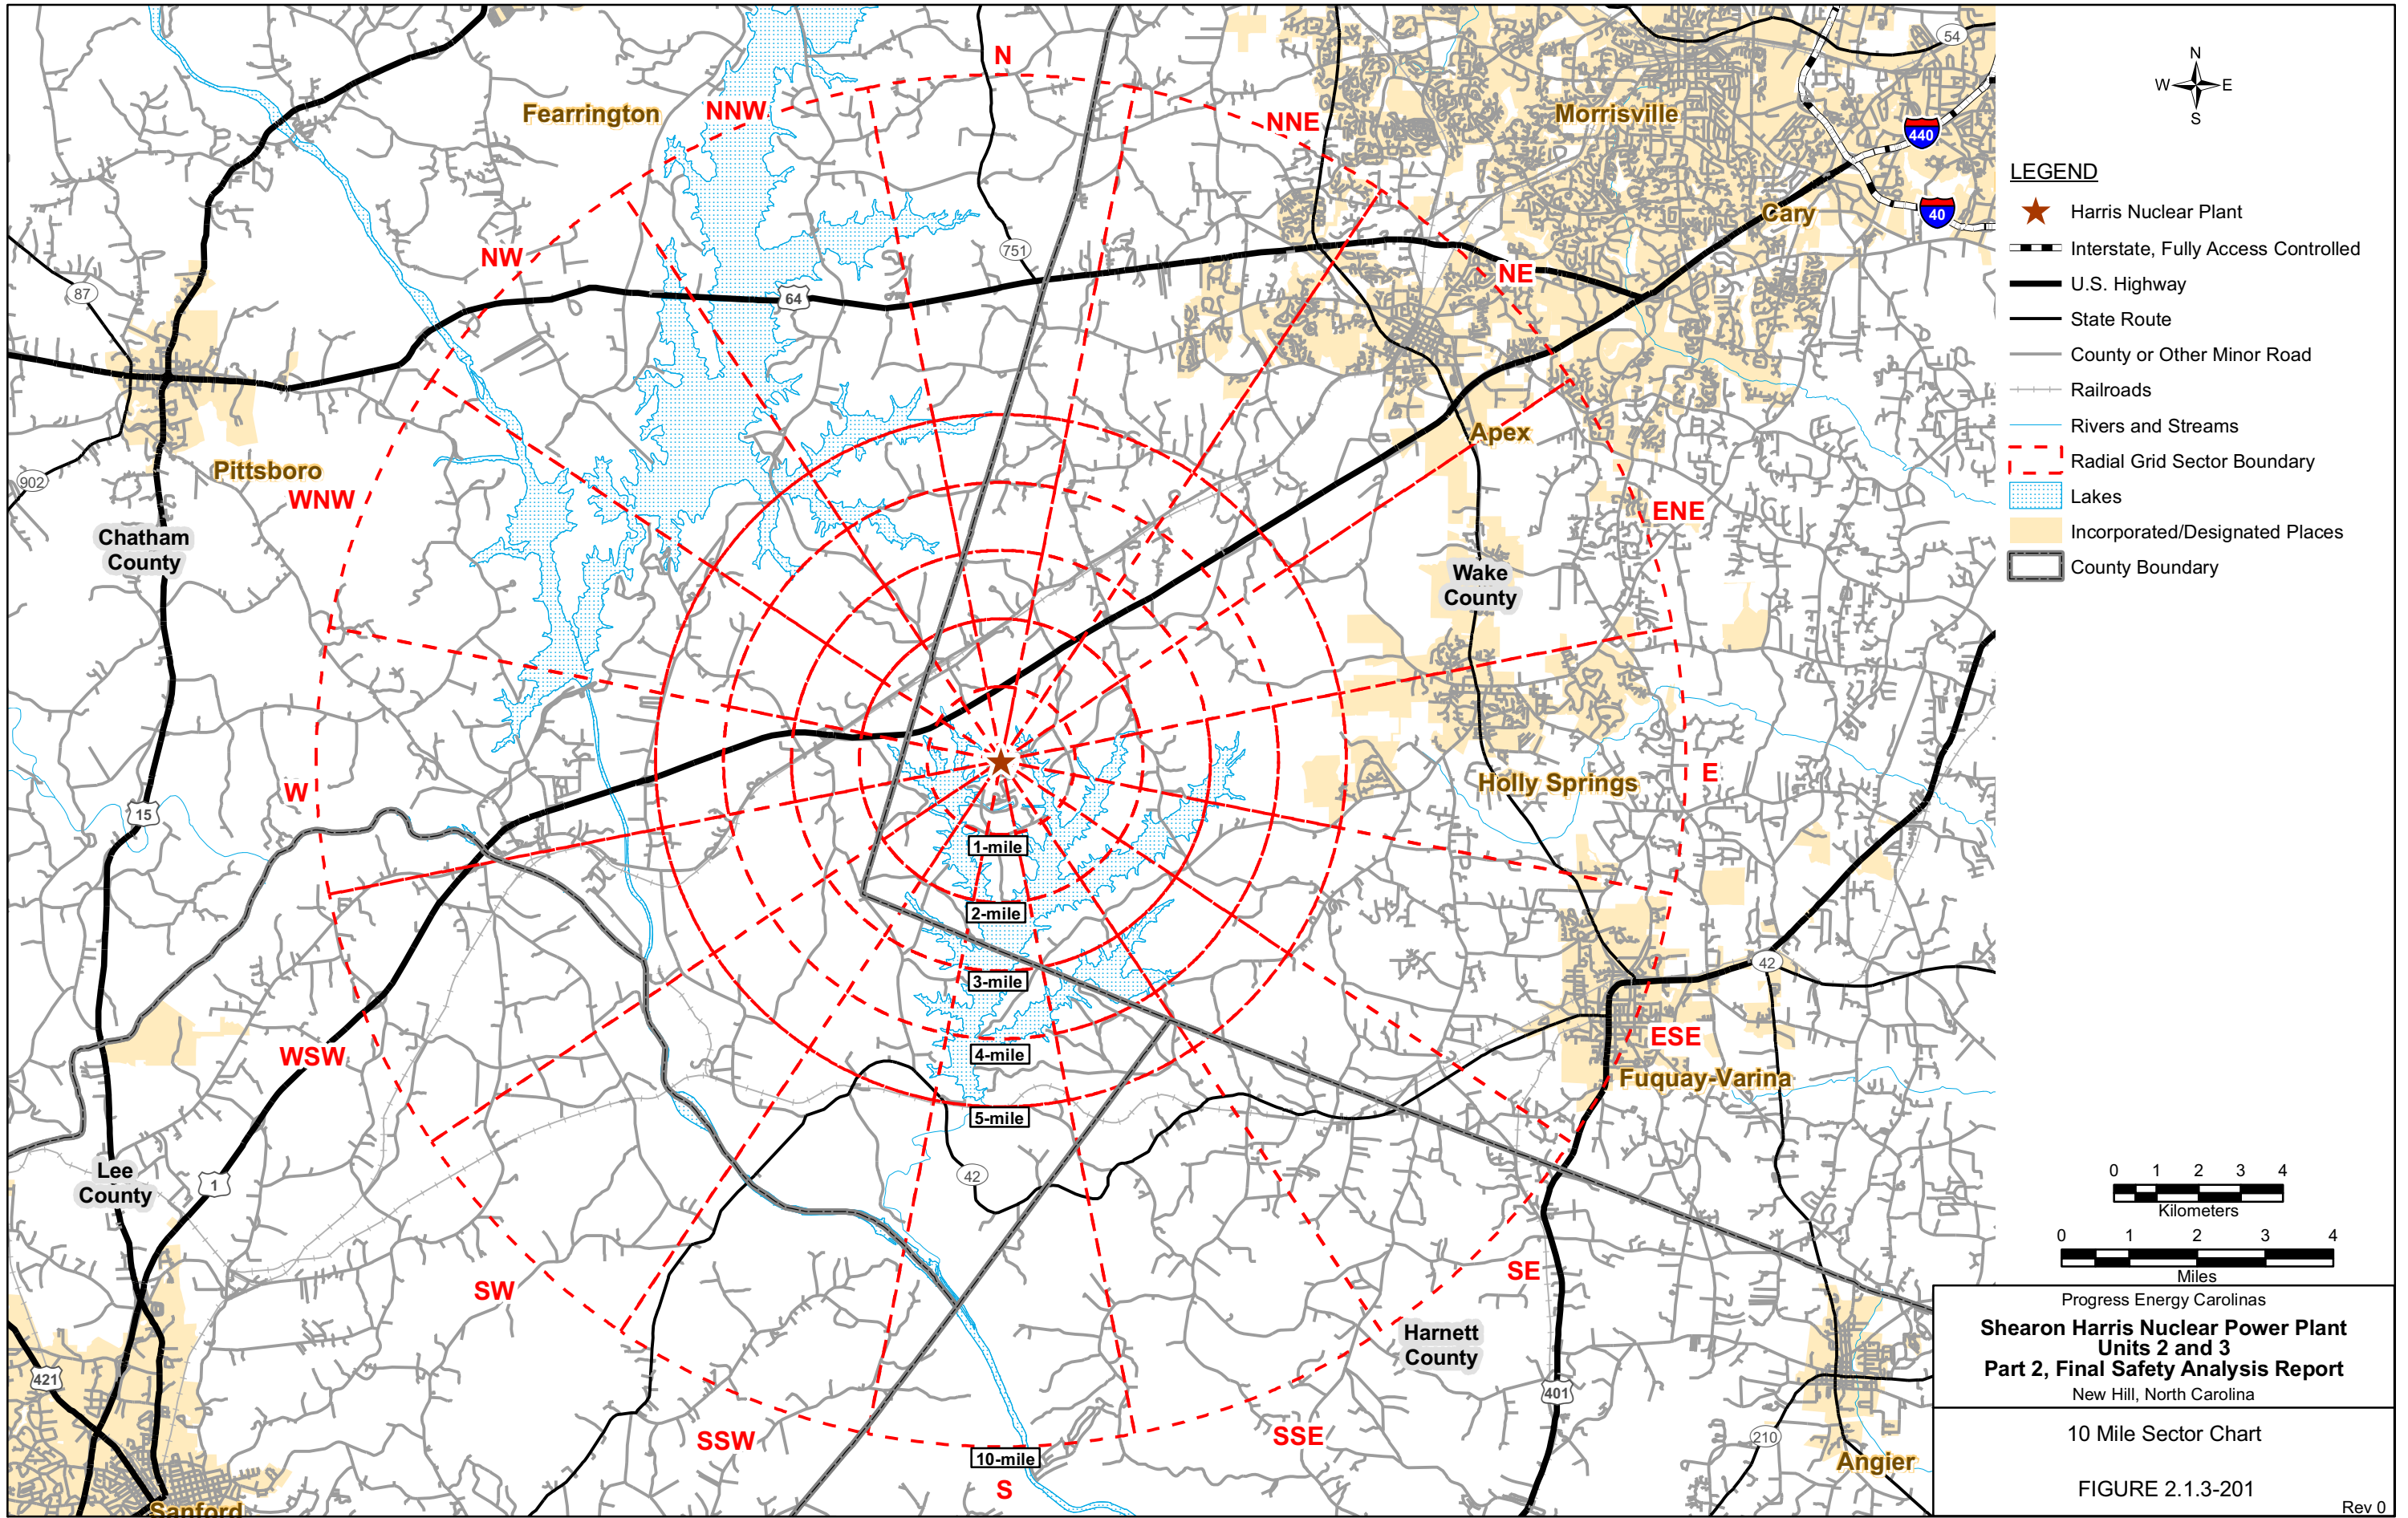 N
NNW
NNE
Fearrington
Morrisville
54
440
40
Cary
NW
751
NE
64
87
Pittsboro
902
WNW
Apex
ENE
Chatham
County
Wake
County
W
15
E
Holly Springs
1-mile
2-mile
3-mile
4-mile
5-mile
10-mile
42
WSW
ESE
Fuquay-Varina
Lee
County
1
42
SW
SE
Harnett
County
421
401
SSW
SSE
S
210
Angier
Sanford
N
W
E
S
LEGEND
Harris Nuclear Plant
Interstate, Fully Access Controlled
U.S. Highway
State Route
County or Other Minor Road
Railroads
Rivers and Streams
Radial Grid Sector Boundary
Lakes
Incorporated/Designated Places
County Boundary
0 1 2 3 4
Kilometers
0 1 2 3 4
Miles
Progress Energy Carolinas
Shearon Harris Nuclear Power Plant
Units 2 and 3
Part 2, Final Safety Analysis Report
New Hill, North Carolina
10 Mile Sector Chart
FIGURE 2.1.3-201
Rev 0